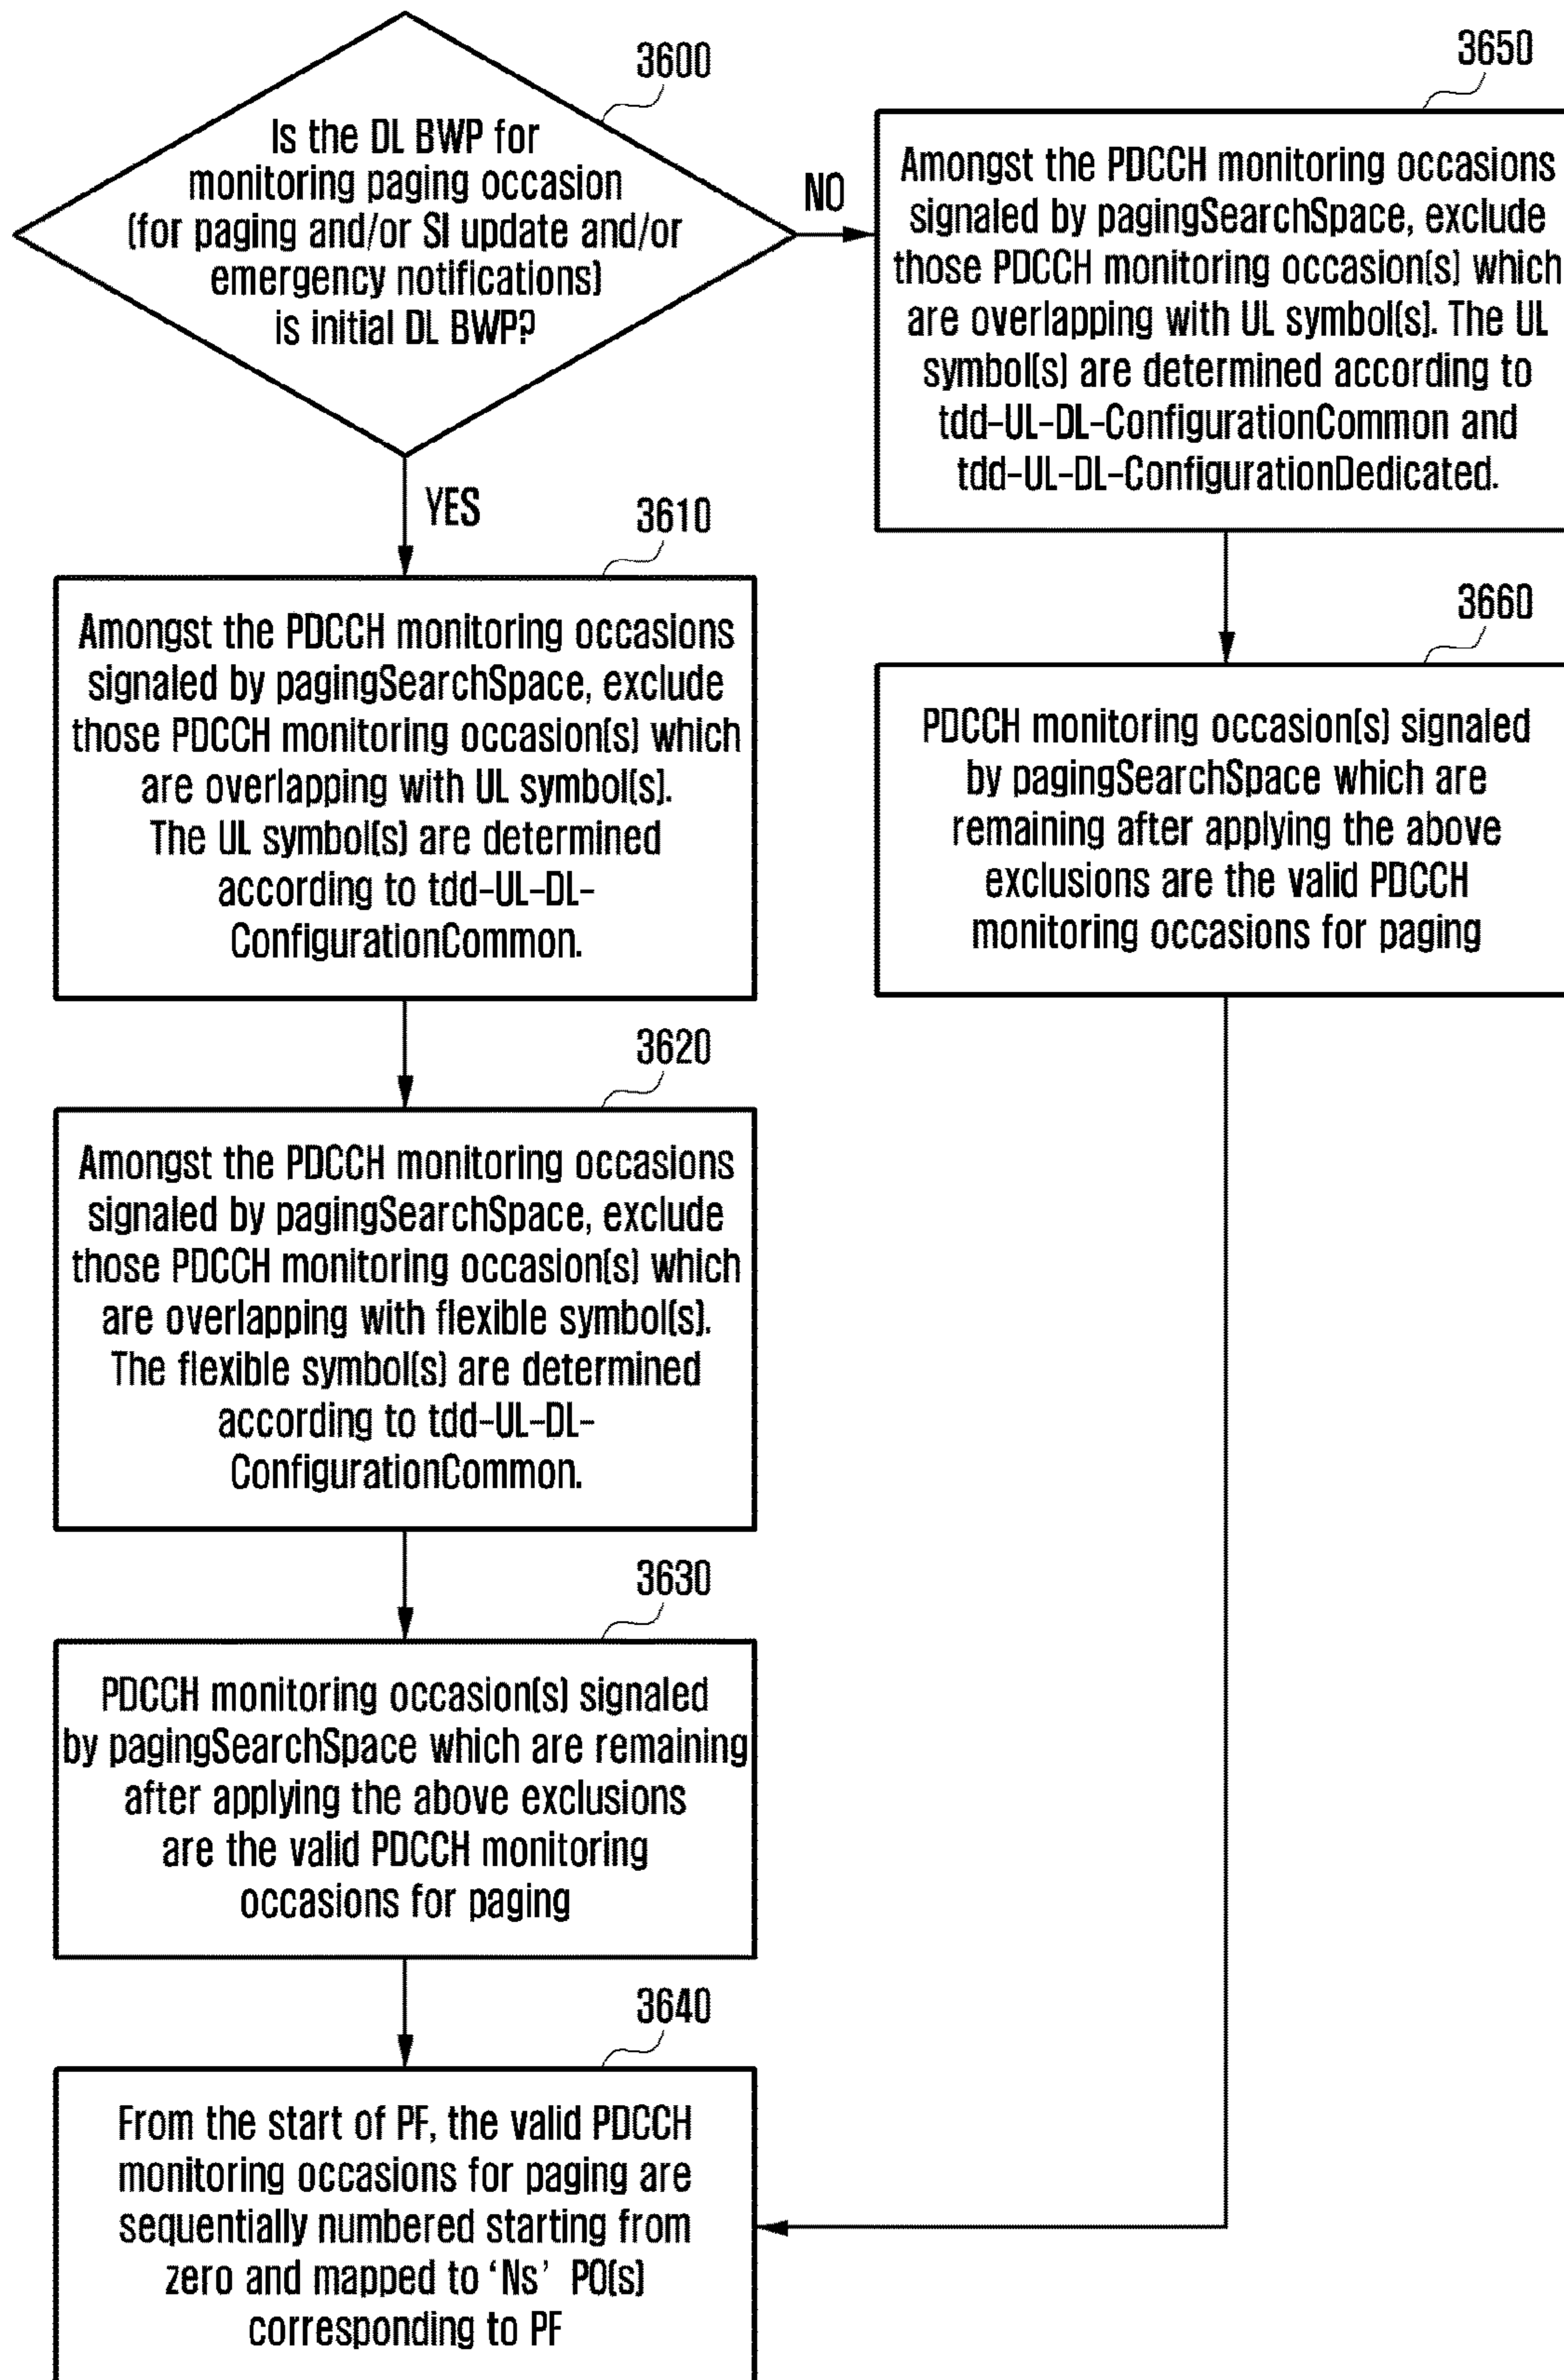 3600
Is the DL BWP for
monitoring paging occasion
(for paging and/or SI update and/or
emergency notifications)
is initial DL BWP?
NO
YES
3610
Amongst the PDCCH monitoring occasions
signaled by pagingSearchSpace, exclude
those PDCCH monitoring occasion(s) which
are overlapping with UL symbol(s).
The UL symbol(s) are determined
according to tdd-UL-DL-
ConfigurationCommon.
3620
Amongst the PDCCH monitoring occasions
signaled by pagingSearchSpace, exclude
those PDCCH monitoring occasion(s) which
are overlapping with flexible symbol(s).
The flexible symbol(s) are determined
according to tdd-UL-DL-
ConfigurationCommon.
3630
PDCCH monitoring occasion(s) signaled
by pagingSearchSpace which are remaining
after applying the above exclusions
are the valid PDCCH monitoring
occasions for paging
3640
From the start of PF, the valid PDCCH
monitoring occasions for paging are
sequentially numbered starting from
zero and mapped to ‘Ns’ PO(s)
corresponding to PF
3650
Amongst the PDCCH monitoring occasions
signaled by pagingSearchSpace, exclude
those PDCCH monitoring occasion(s) which
are overlapping with UL symbol(s). The UL
symbol(s) are determined according to
tdd-UL-DL-ConfigurationCommon and
tdd-UL-DL-ConfigurationDedicated.
3660
PDCCH monitoring occasion(s) signaled
by pagingSearchSpace which are
remaining after applying the above
exclusions are the valid PDCCH
monitoring occasions for paging